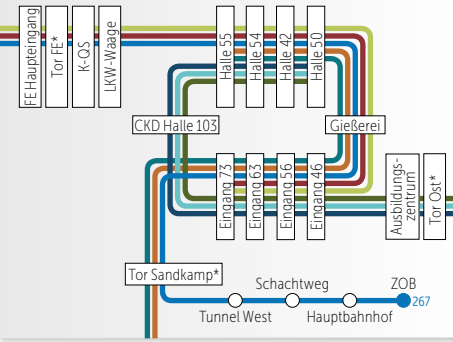 FE Haupteingang
Tor FE*
K-QS
LKW-Waage
Halle 55
Halle 54
Halle 42
Halle 50
CKD Halle 103
Gießerei
Eingang 73
Eingang 63
Eingang 56
Eingang 46
Ausbildungs-
zentrum
Tor Ost*
Tor Sandkamp*
Schachtweg
ZOB
267
Tunnel West
Hauptbahnhof